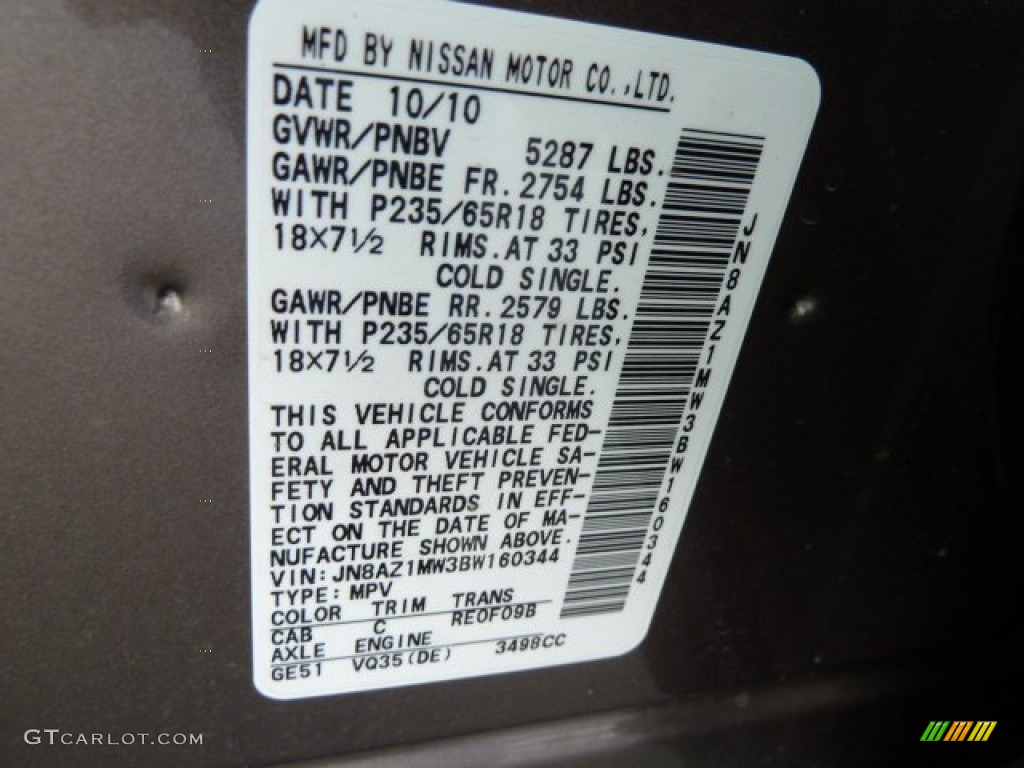 MFD BY NISSAN MOTOR CO.,LTD.
DATE 10/10
GVWR/PNBV 5287 LBS.
GAWR/PNBE FR. 2754 LBS.
WITH P235/65R18 TIRES,
18X7½ RIMS.AT 33 PSI
COLD SINGLE.
GAWR/PNBE RR. 2579 LBS.
WITH P235/65R18 TIRES,
18X7½ RIMS.AT 33 PSI
COLD SINGLE.
THIS VEHICLE CONFORMS
TO ALL APPLICABLE FED-
ERAL MOTOR VEHICLE SA-
FETY AND THEFT PREVEN-
TION STANDARDS IN EFF-
ECT ON THE DATE OF MA-
NUFACTURE SHOWN ABOVE.
VIN: JN8AZ1MW3BW160344
TYPE: MPV
COLOR TRIM TRANS
CAB C RE0F09B
AXLE ENGINE
GE51 VQ35(DE) 3498CC
JN8AZ1MW3BW160344
GTCARLOT.COM